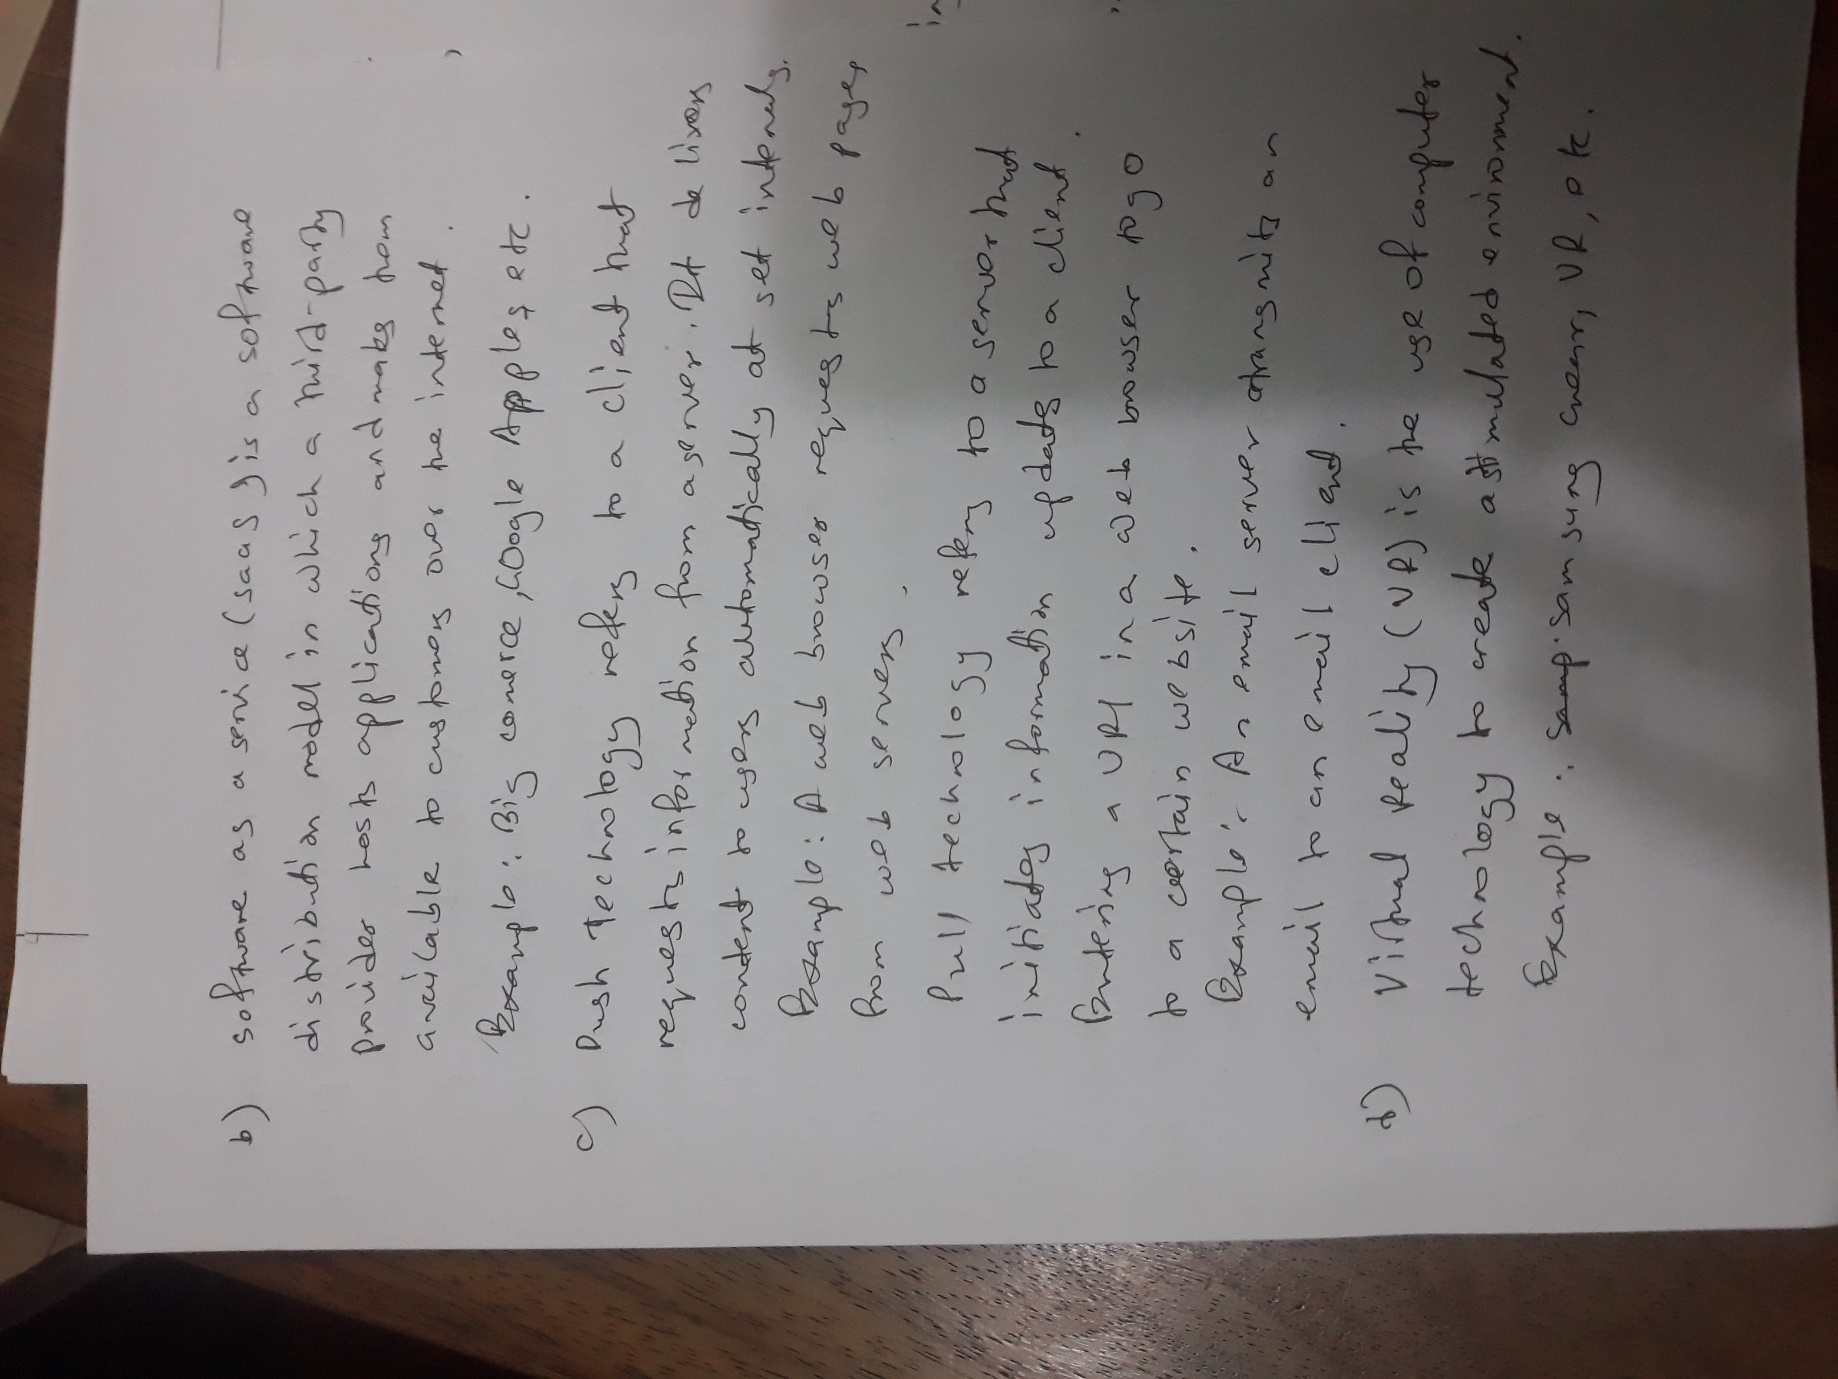 b) software as a service (saas) is a software
distribution model in which a third-party
provider hosts applications and makes them
available to customers over the internet.
Example: Big comerce, Google Apples etc.
c) Push technology refers to a client that
requests information from a server. It delivers
content to users automatically at set intervals.
Example: A web browser requests web pages
from web servers.
Pull technology refers to a server that
initiates information updates to a client.
Entering a URL in a web browser to go
to a certain website.
Example: An email server transmits an
email to an email client.
d) Virtual Reality (VR) is the use of computer
technology to create a stimulated environment.
Example: Samsung Gear, VR, etc.